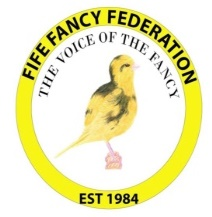 FIFE FANCY FEDERATION
THE VOICE OF THE FANCY
EST 1984